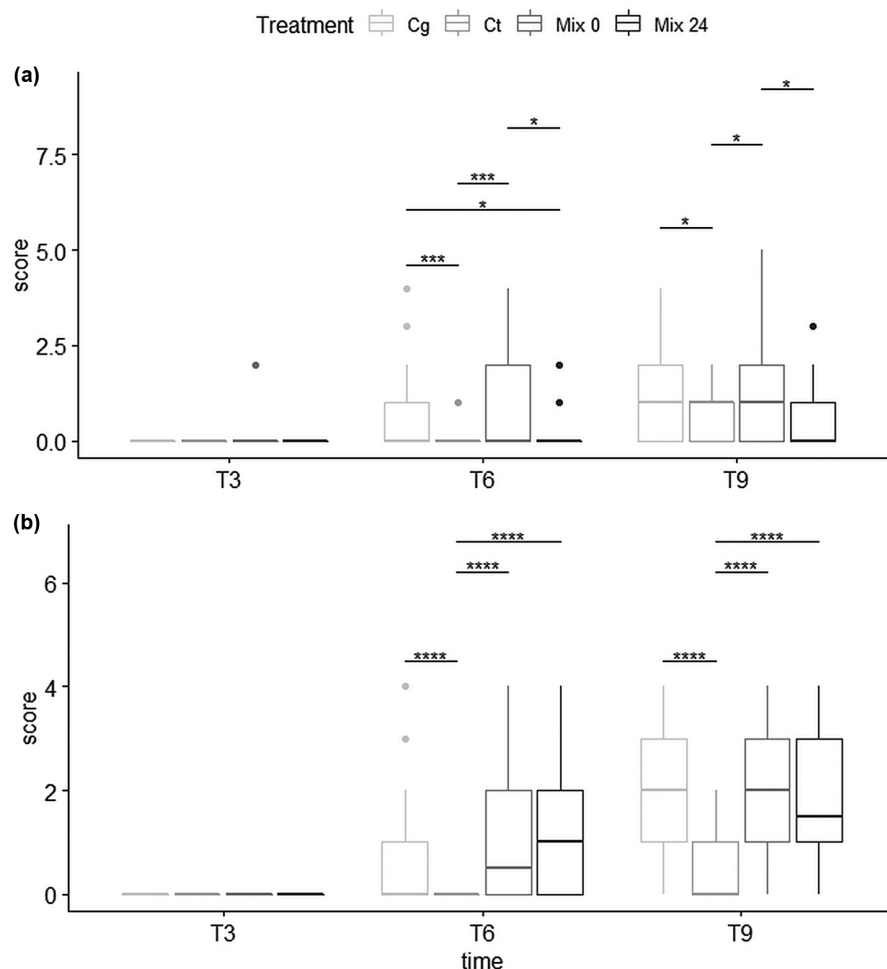 Treatment Cg Ct Mix 0 Mix 24
(a)
*
*
*
***
*
***
*
7.5
5.0
2.5
0.0
score
T3 T6 T9
(b)
**** ****
**** ****
**** ****
6
4
2
0
score
T3 T6 T9
time